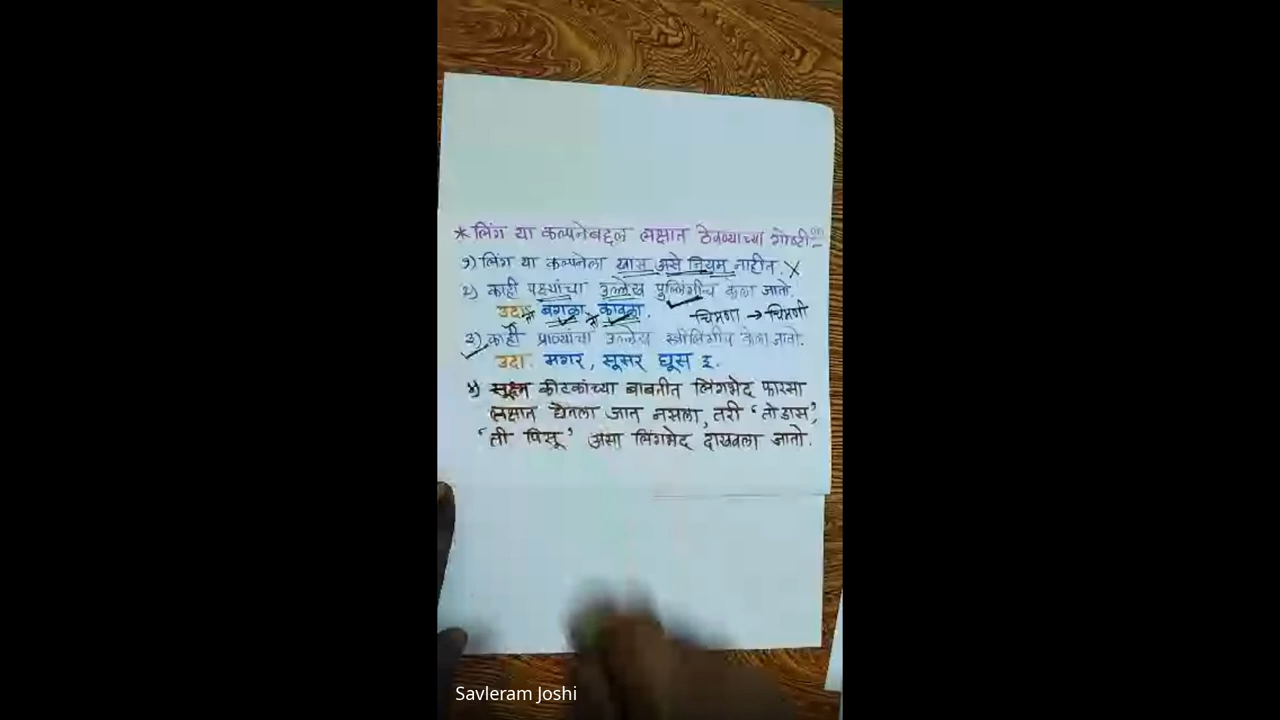 * लिंग या कल्पनेबद्दल लक्षात ठेवण्याच्या गोष्टी :-
१) लिंग या कल्पनेला खास असे नियम नाहीत. X
२) काही पक्ष्यांचा उल्लेख पुल्लिंगीच केला जातो.
उदा. बगळा, कावळा. चिमणा → चिमणी
३) काही प्राण्यांचा उल्लेख स्त्रीलिंगीच केला जातो.
उदा. मगर, सूसर घूस इ.
४) सूक्ष्म कीटकांच्या बाबतीत लिंगभेद फारसा
लक्षात घेतला जात नसला, तरी 'तो डास',
'ती पिसू' असा लिंगभेद दाखवला जातो.
Savleram Joshi